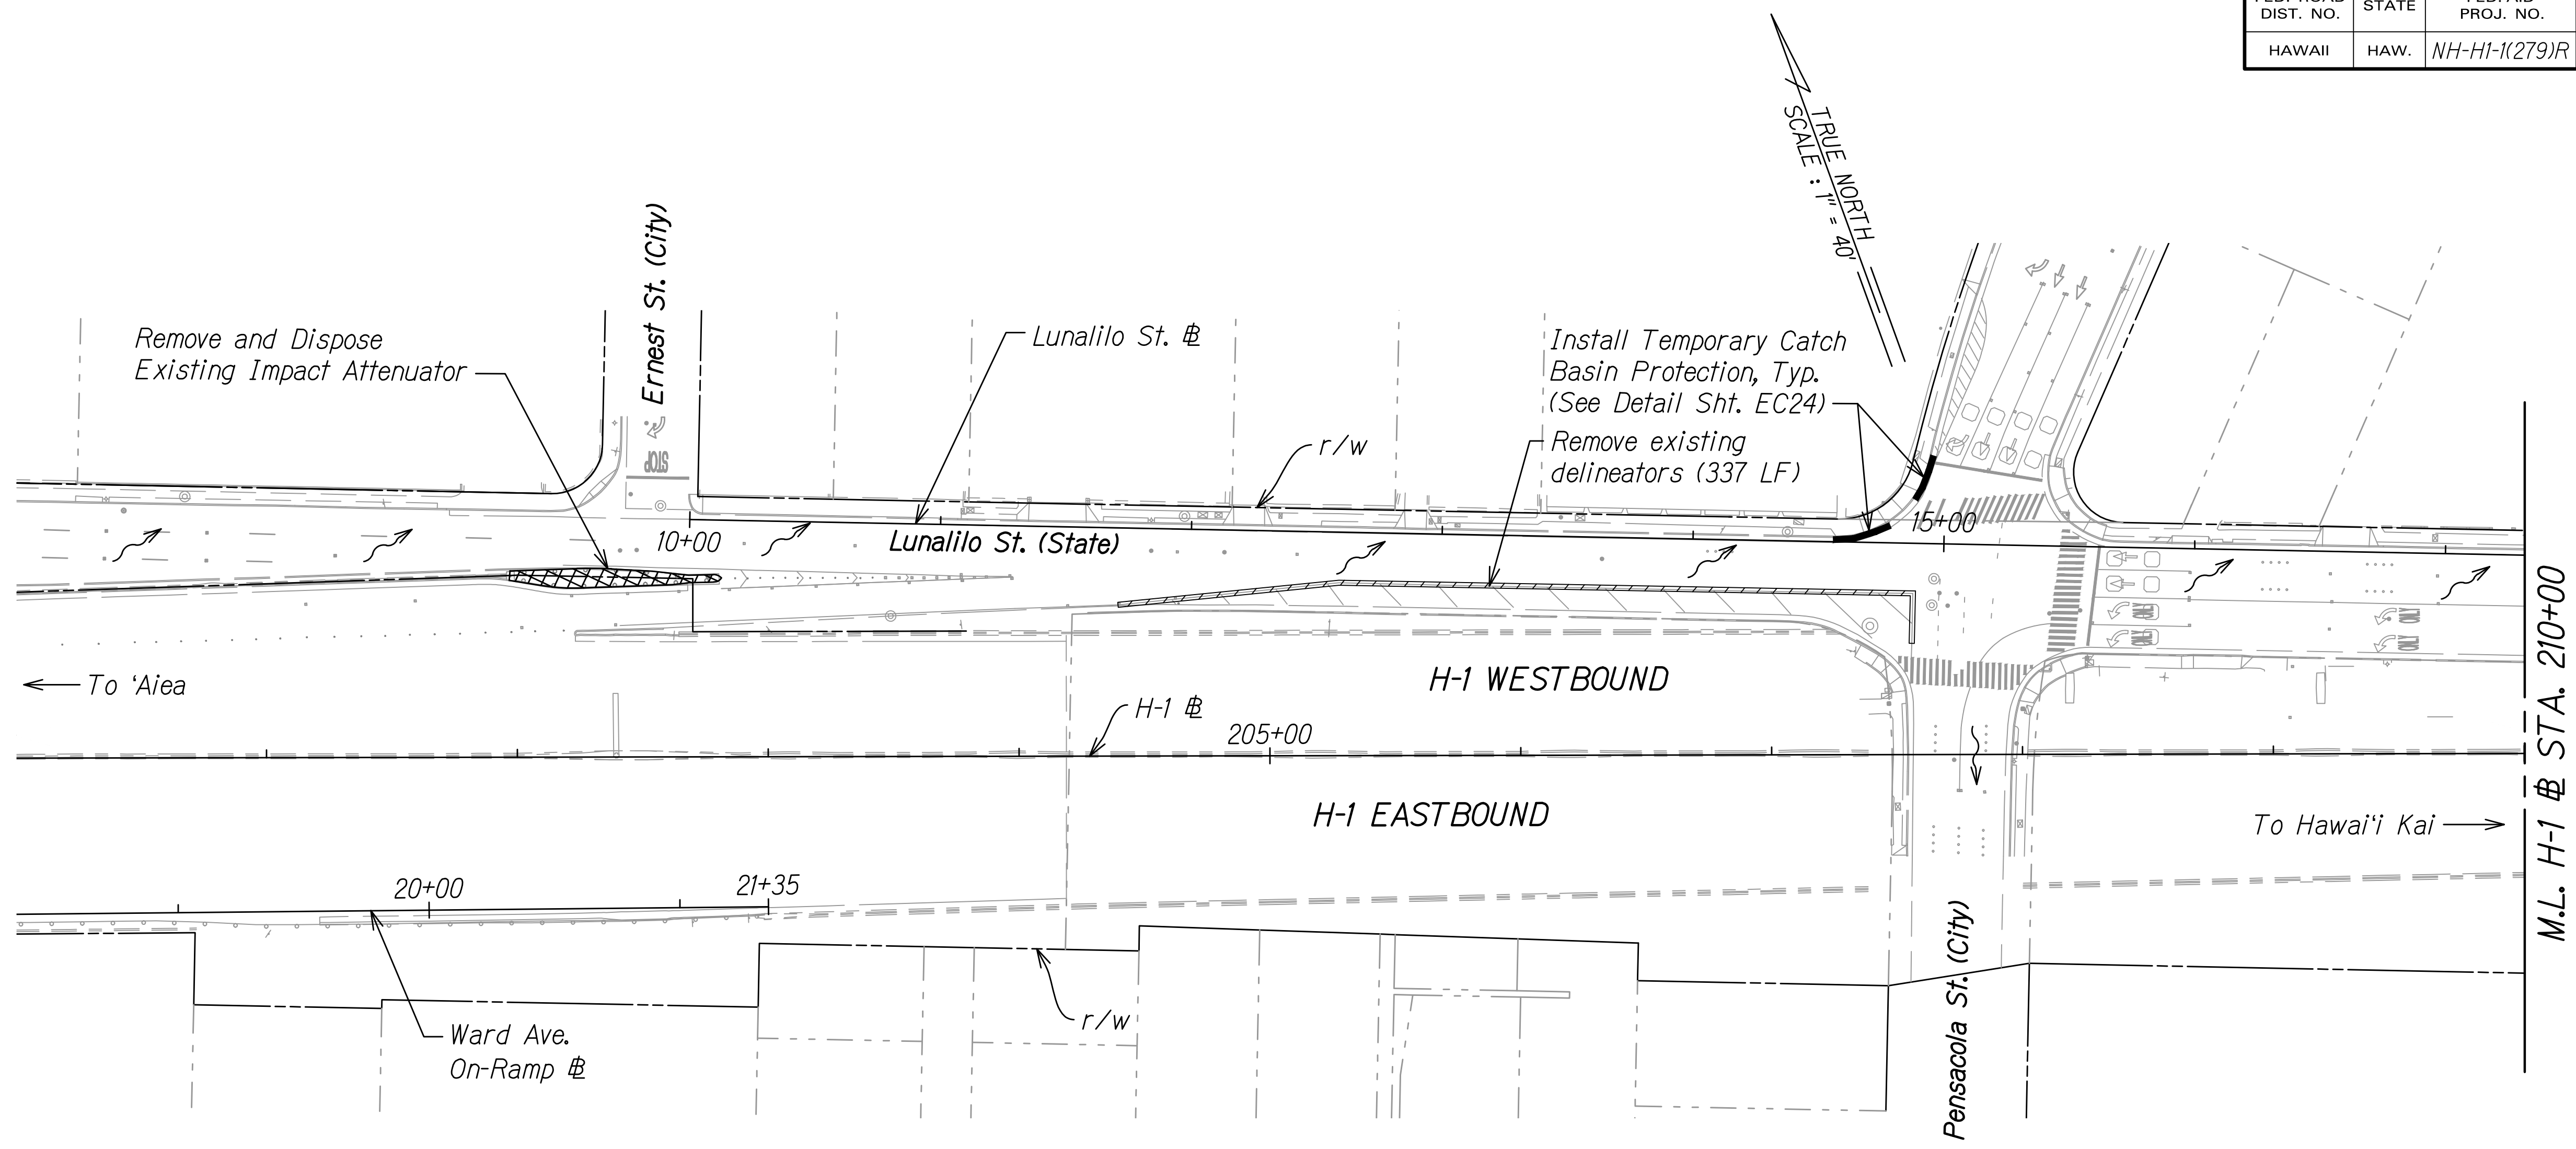 DIST. NO.
STATE
PROJ. NO.
HAWAII
HAW.
NH-H1-1(279)R
TRUE NORTH
SCALE : 1" = 40'
Ernest St. (City)
Remove and Dispose
Existing Impact Attenuator
Lunalilo St. ℄
Install Temporary Catch
Basin Protection, Typ.
(See Detail Sht. EC24)
r/w
Remove existing
delineators (337 LF)
STOP
10+00
Lunalilo St. (State)
15+00
To ʻAiea
H-1 WESTBOUND
H-1 ℄
205+00
H-1 EASTBOUND
To Hawaiʻi Kai
M.L. H-1 ℄ STA. 210+00
20+00
21+35
Ward Ave.
On-Ramp ℄
r/w
Pensacola St. (City)